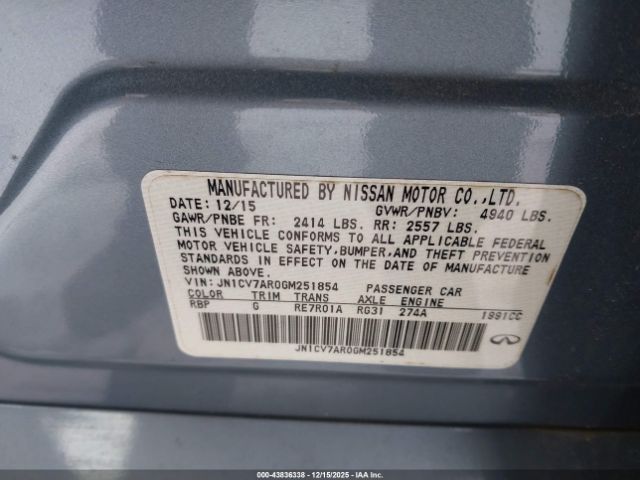 MANUFACTURED BY NISSAN MOTOR CO.,LTD.
DATE: 12/15 GVWR/PNBV: 4940 LBS.
GAWR/PNBE FR: 2414 LBS. RR: 2557 LBS.
THIS VEHICLE CONFORMS TO ALL APPLICABLE FEDERAL
MOTOR VEHICLE SAFETY, BUMPER, AND THEFT PREVENTION
STANDARDS IN EFFECT ON THE DATE OF MANUFACTURE
SHOWN ABOVE.
VIN: JN1CV7AR0GM251854 PASSENGER CAR
COLOR TRIM TRANS AXLE ENGINE
RBP G RE7R01A RG31 274A 1991CC
JN1CV7AR0GM251854
000-43836338 - 12/15/2025 - IAAI.COM